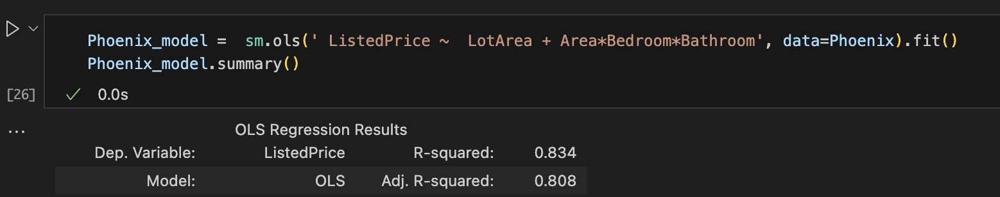 Phoenix_model =  sm.ols(' ListedPrice ~  LotArea + Area*Bedroom*Bathroom', data=Phoenix).fit()
Phoenix_model.summary()
[26] 0.0s
...
OLS Regression Results
Dep. Variable: ListedPrice R-squared: 0.834
Model: OLS Adj. R-squared: 0.808